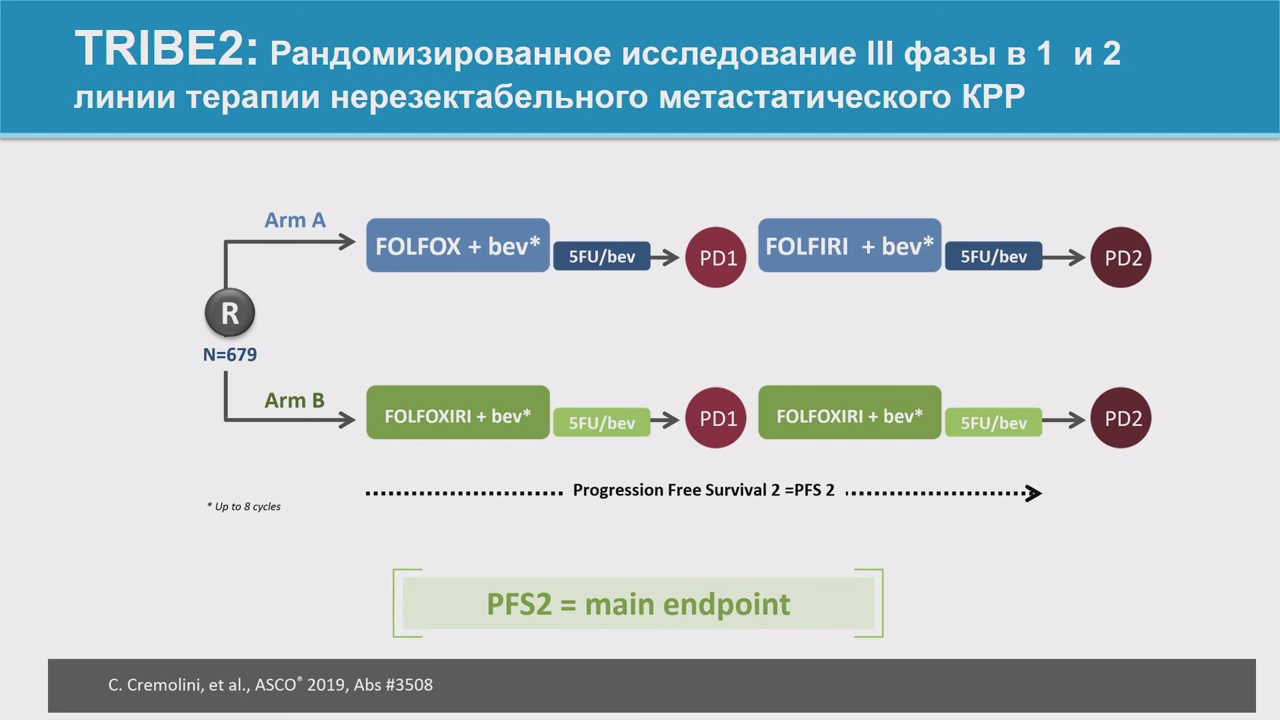 TRIBE2: Рандомизированное исследование III фазы в 1 и 2
линии терапии нерезектабельного метастатического КРР
Arm A
FOLFOX + bev*
5FU/bev
PD1
FOLFIRI + bev*
5FU/bev
PD2
R
N=679
Arm B
FOLFOXIRI + bev*
5FU/bev
PD1
FOLFOXIRI + bev*
5FU/bev
PD2
Progression Free Survival 2 =PFS 2
* Up to 8 cycles
PFS2 = main endpoint
C. Cremolini, et al., ASCO® 2019, Abs #3508